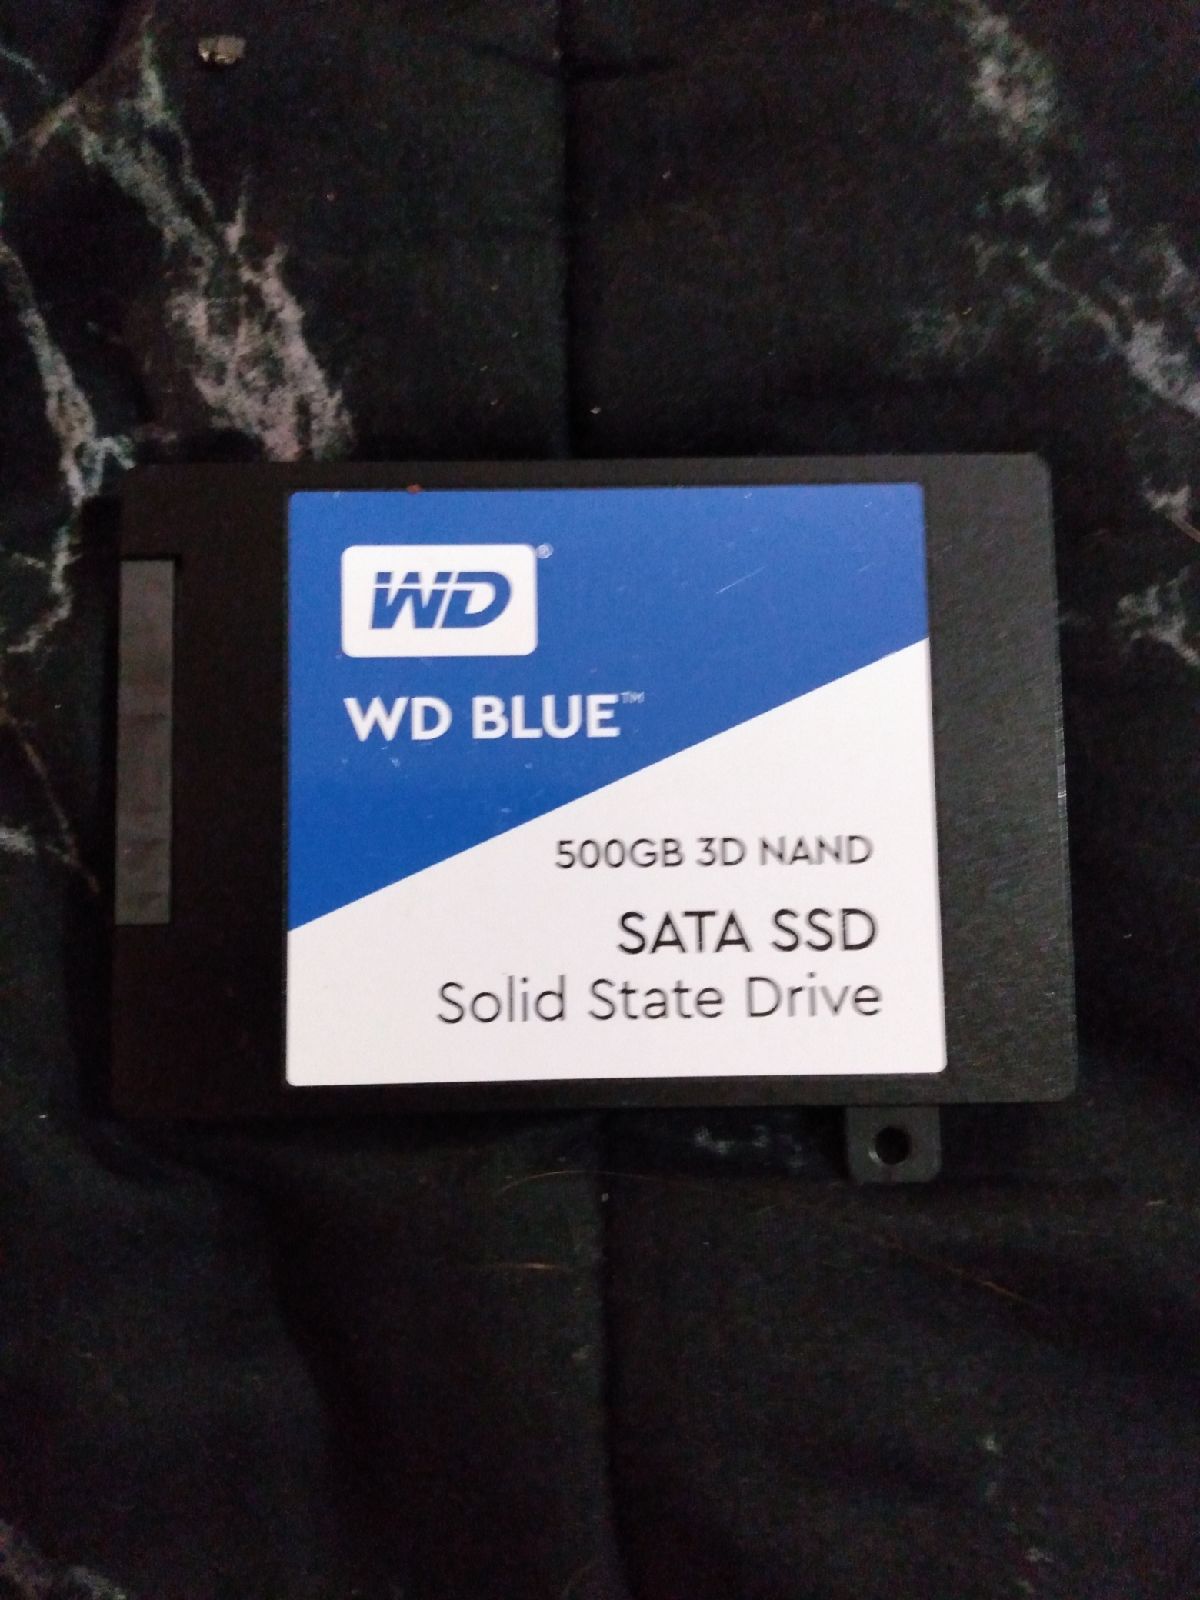 WD®
WD BLUE™
500GB 3D NAND
SATA SSD
Solid State Drive